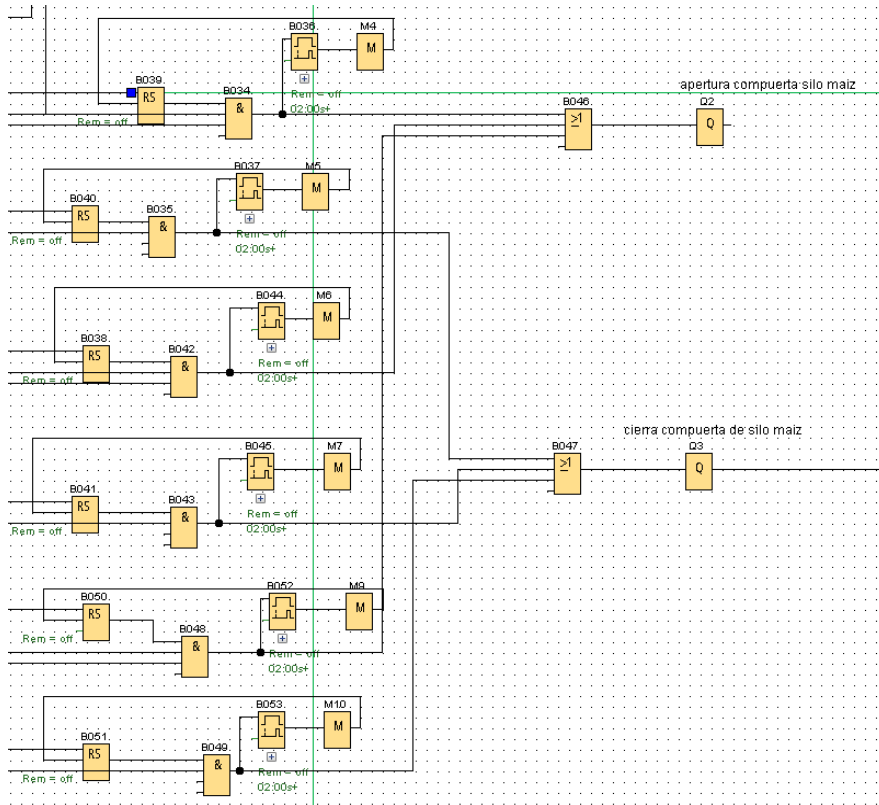 B036
M4
M
B039
RS
B034
&
Rem = off
02:00s+
Rem = off
apertura compuerta silo maiz
B046
≥1
Q2
Q
B037
M5
M
B040
RS
B035
&
Rem = off
Rem = off
02:00s+
B044
M6
M
B038
RS
B042
&
Rem = off
Rem = off
02:00s+
cierra compuerta de silo maiz
B047
≥1
Q3
Q
B045
M7
M
B041
RS
B043
&
Rem = off
Rem = off
02:00s+
B052
M9
M
B050
RS
B048
&
Rem = off
Rem = off
02:00s+
B053
M10
M
B051
RS
B049
&
Rem = off
Rem = off
02:00s+